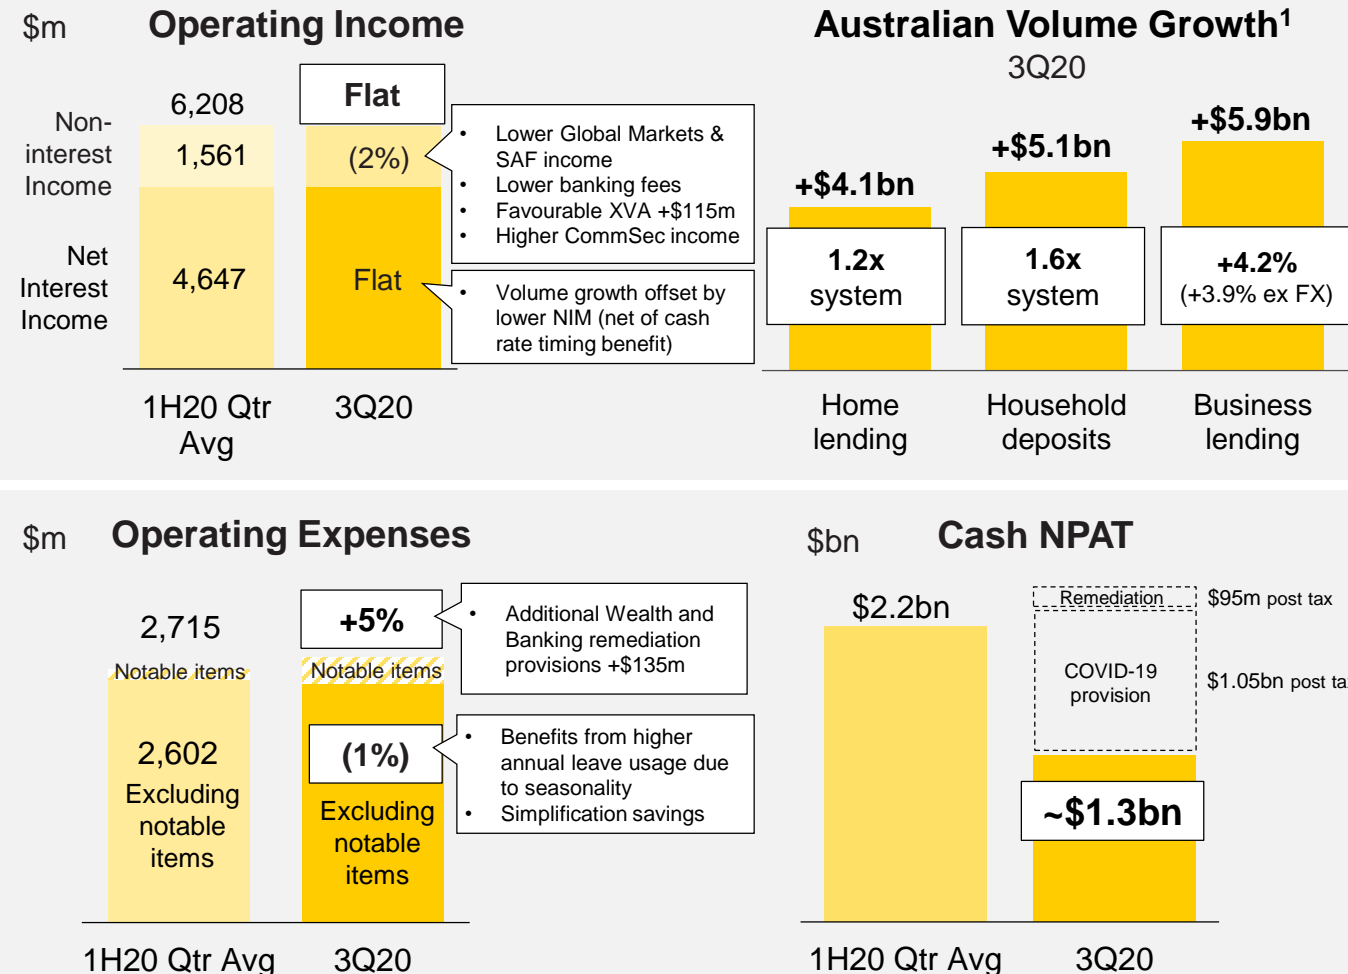 $m
Operating Income
6,208
Flat
Non-
interest
Income
1,561
(2%)
• Lower Global Markets &
SAF income
• Lower banking fees
• Favourable XVA +$115m
• Higher CommSec income
Net
Interest
Income
4,647
Flat
• Volume growth offset by
lower NIM (net of cash
rate timing benefit)
1H20 Qtr
Avg
3Q20
Australian Volume Growth¹
3Q20
+$4.1bn
+$5.1bn
+$5.9bn
1.2x
system
1.6x
system
+4.2%
(+3.9% ex FX)
Home
lending
Household
deposits
Business
lending
$m
Operating Expenses
2,715
+5%
• Additional Wealth and
Banking remediation
provisions +$135m
Notable items
Notable items
2,602
Excluding
notable
items
(1%)
Excluding
notable
items
• Benefits from higher
annual leave usage due
to seasonality
• Simplification savings
1H20 Qtr Avg
3Q20
$bn
Cash NPAT
$2.2bn
Remediation
$95m post tax
COVID-19
provision
$1.05bn post ta
~$1.3bn
1H20 Qtr Avg
3Q20